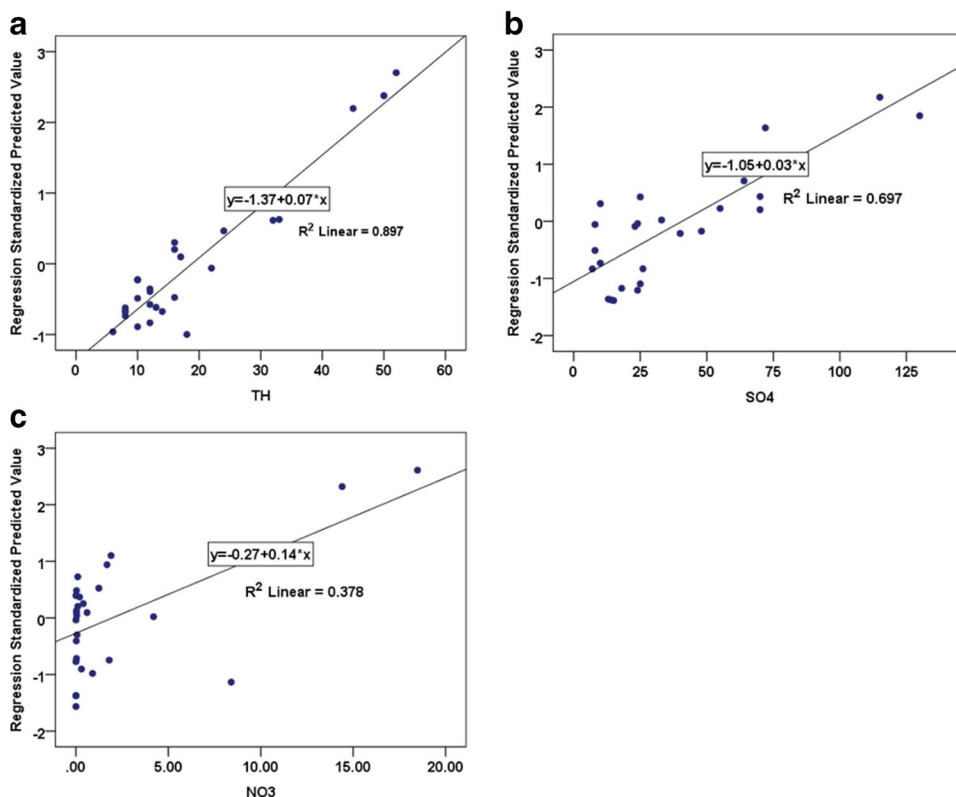 a
Regression Standardized Predicted Value
3
2
1
0
-1
y=-1.37+0.07*x
R² Linear = 0.897
0 10 20 30 40 50 60
TH
b
Regression Standardized Predicted Value
3
2
1
0
-1
-2
y=-1.05+0.03*x
R² Linear = 0.697
0 25 50 75 100 125
SO4
c
Regression Standardized Predicted Value
3
2
1
0
-1
-2
y=-0.27+0.14*x
R² Linear = 0.378
.00 5.00 10.00 15.00 20.00
NO3